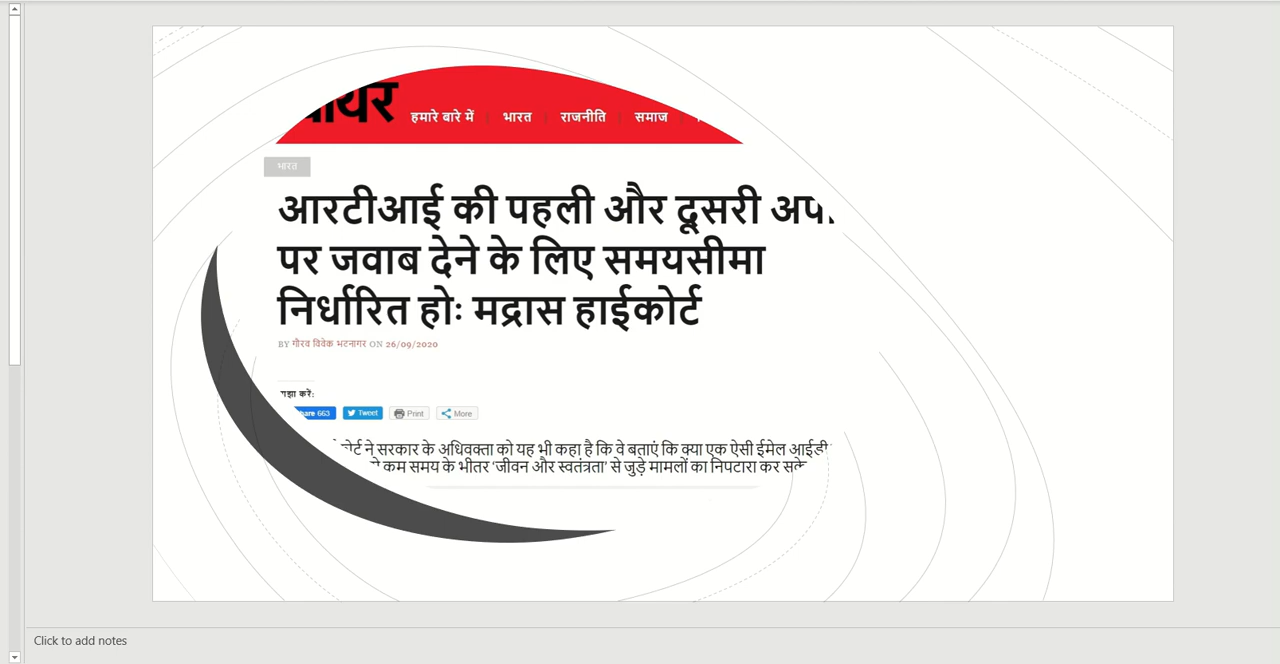 हमारे बारे में भारत राजनीति समाज
भारत
आरटीआई की पहली और दूसरी
पर जवाब देने के लिए समयसीमा
निर्धारित होः मद्रास हाईकोर्ट
BY गौरव विवेक भटनागर ON 26/09/2020
करें:
663 Tweet Print More
ने सरकार के अधिवक्ता को यह भी कहा है कि वे बताएं कि क्या एक ऐसी ईमेल
कम समय के भीतर 'जीवन और स्वतंत्रता' से जुड़े मामलों का निपटारा कर
Click to add notes